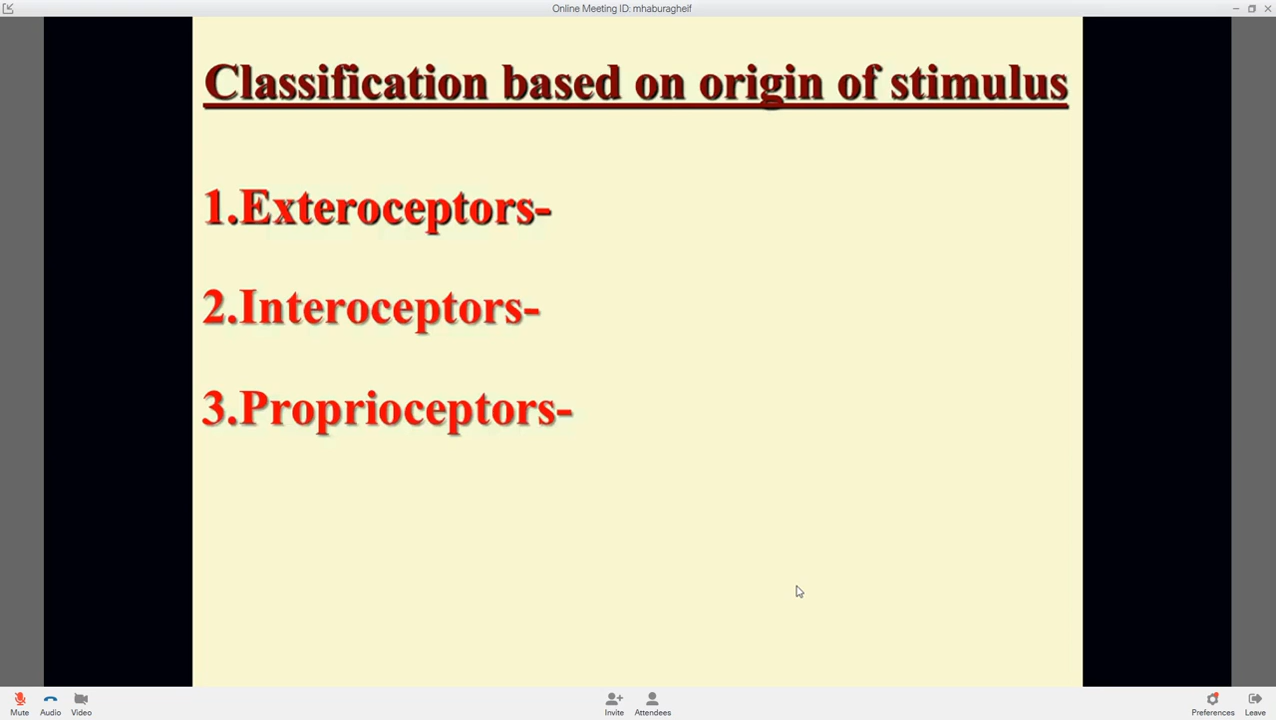 Online Meeting ID: mhaburagheif
Classification based on origin of stimulus
1.Exteroceptors-
2.Interoceptors-
3.Proprioceptors-
Mute
Audio
Video
Invite
Attendees
Preferences
Leave